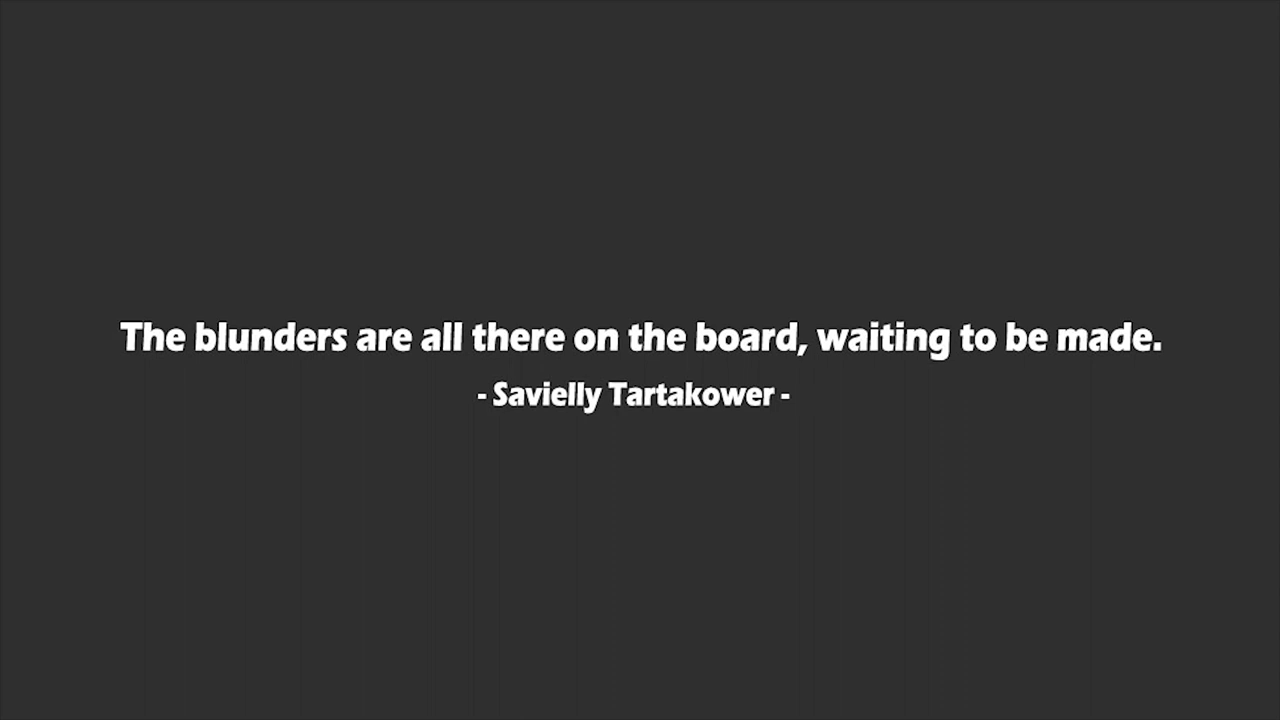 The blunders are all there on the board, waiting to be made.
- Savielly Tartakower -